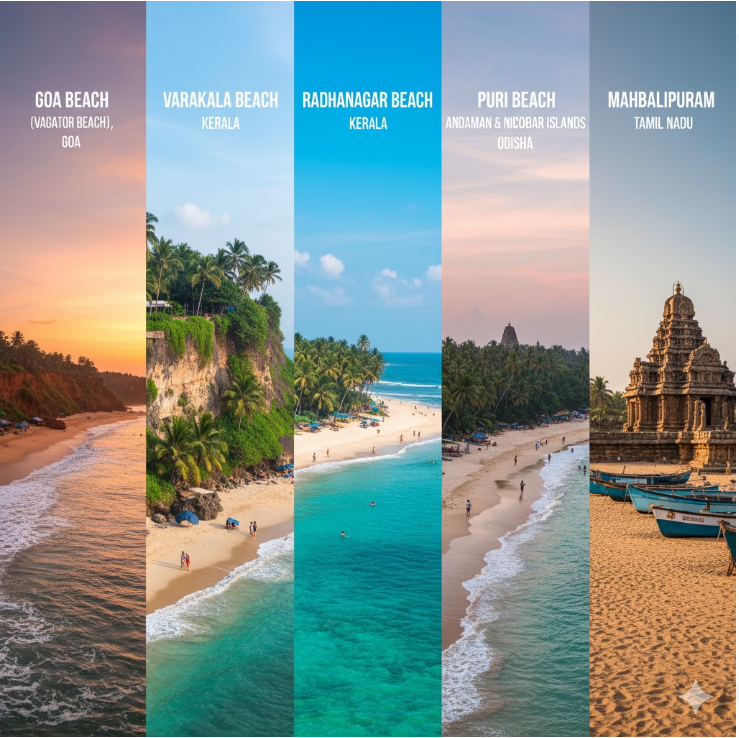 GOA BEACH
(VAGATOR BEACH),
GOA
VARAKALA BEACH
KERALA
RADHANAGAR BEACH
KERALA
PURI BEACH
ANDAMAN & NICOBAR ISLANDS
ODISHA
MAHBALIPURAM
TAMIL NADU